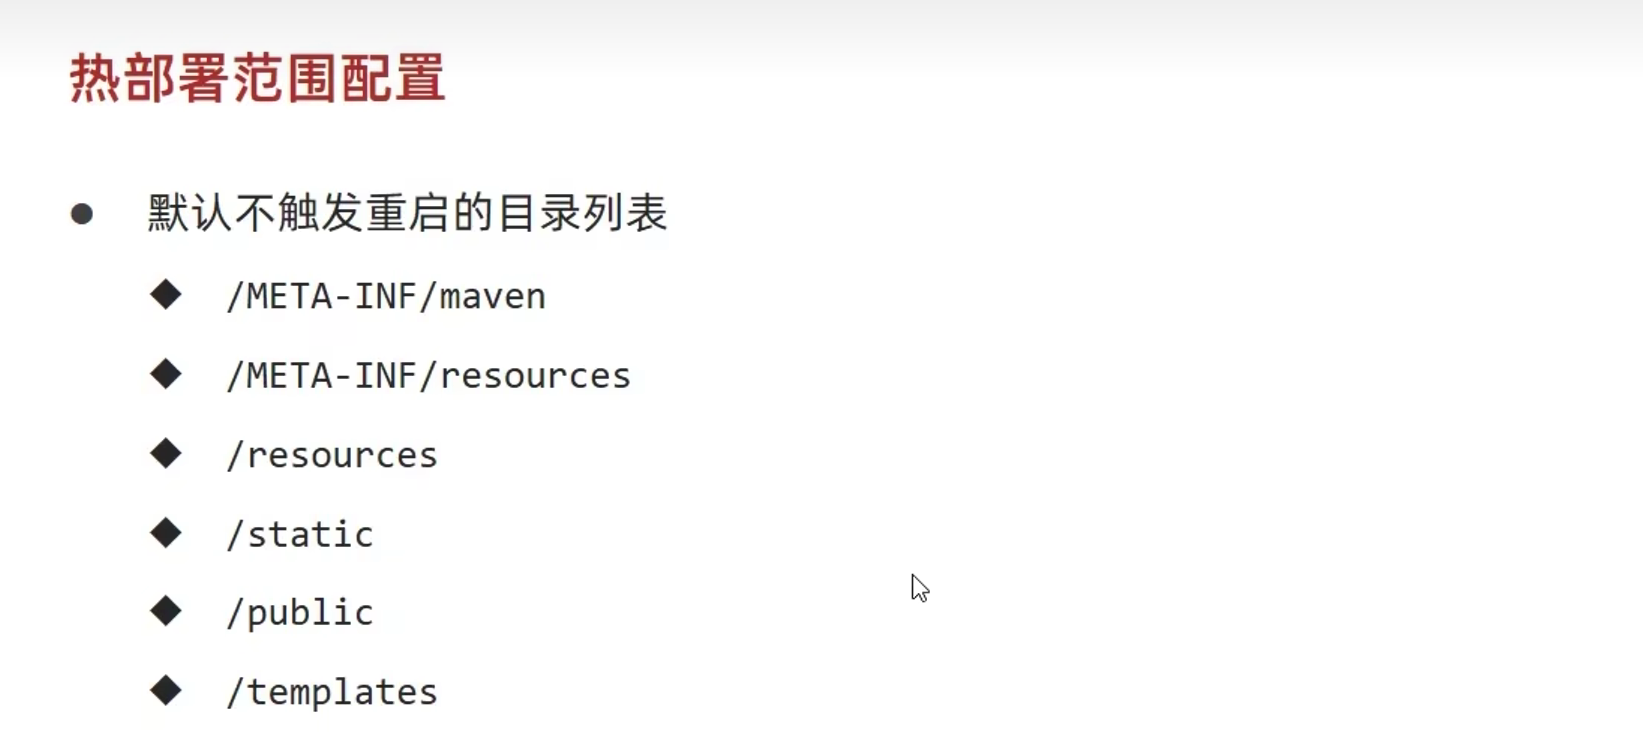 热部署范围配置
● 默认不触发重启的目录列表
◆ /META-INF/maven
◆ /META-INF/resources
◆ /resources
◆ /static
◆ /public
◆ /templates